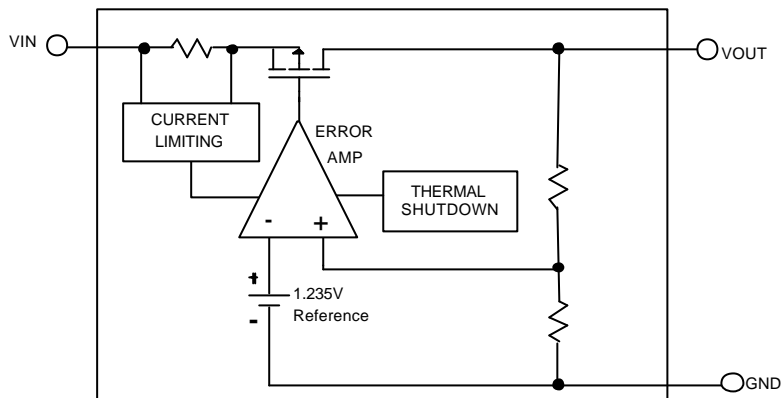 VIN
VOUT
CURRENT
LIMITING
ERROR
AMP
THERMAL
SHUTDOWN
- +
+
1.235V
Reference
-
GND